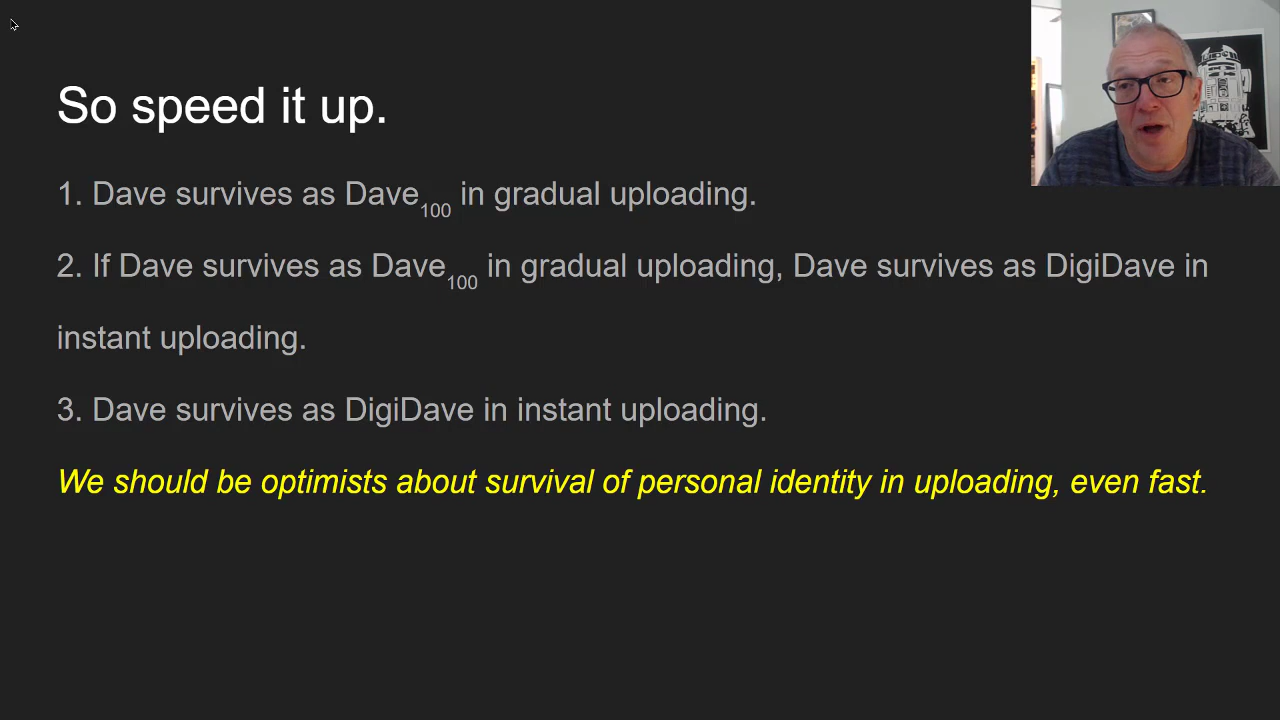 So speed it up.
1. Dave survives as Dave100 in gradual uploading.
2. If Dave survives as Dave100 in gradual uploading, Dave survives as DigiDave in
instant uploading.
3. Dave survives as DigiDave in instant uploading.
We should be optimists about survival of personal identity in uploading, even fast.